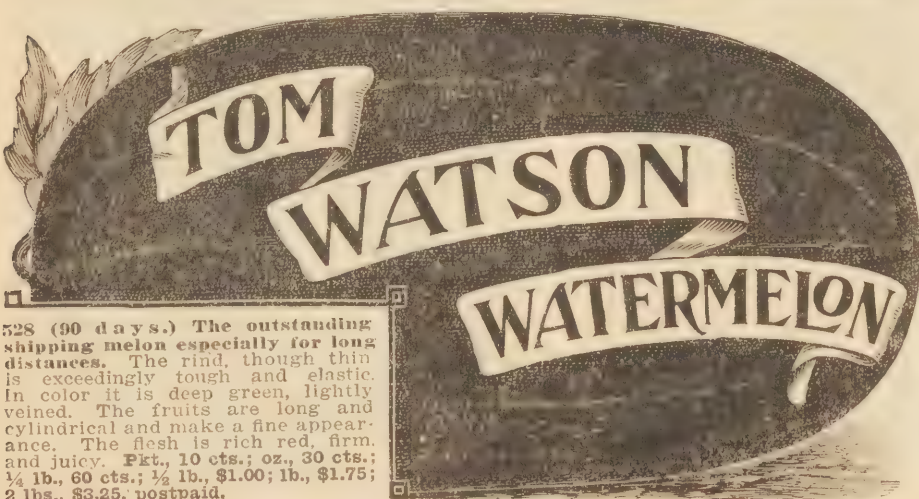 TOM
WATSON
WATERMELON
528 (90 days.) The outstanding
shipping melon especially for long
distances. The rind, though thin
is exceedingly tough and elastic.
In color it is deep green, lightly
veined. The fruits are long and
cylindrical and make a fine appear-
ance. The flesh is rich red, firm.
and juicy. Pkt., 10 cts.; oz., 30 cts.;
¼ lb., 60 cts.; ½ lb., $1.00; lb., $1.75;
2 lbs., $3.25, postpaid.